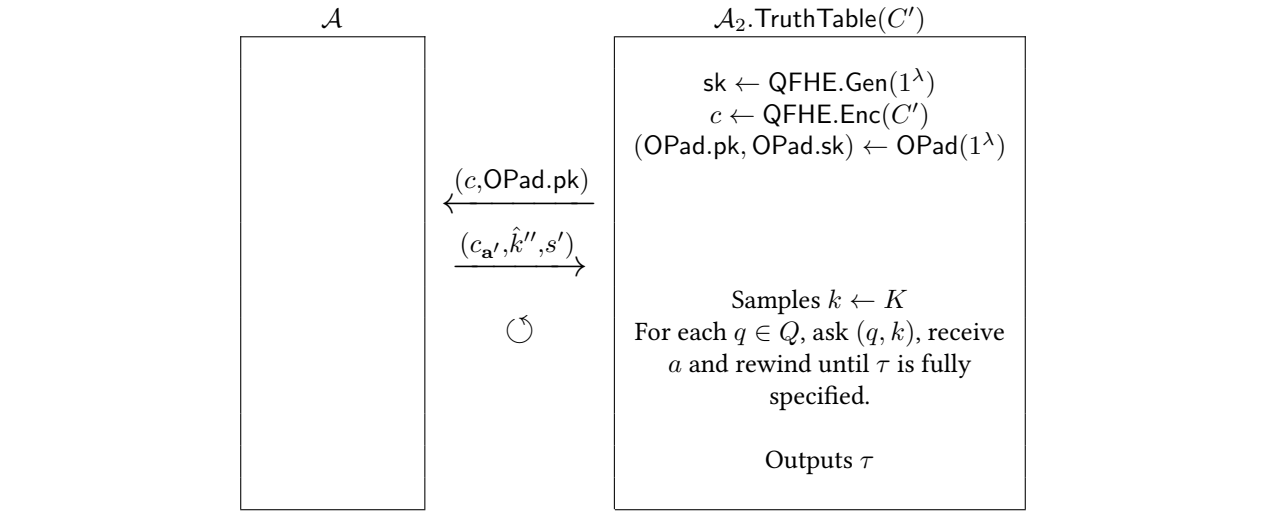 𝒜
𝒜₂.TruthTable(C′)
sk ← QFHE.Gen(1^λ)
c ← QFHE.Enc(C′)
(OPad.pk, OPad.sk) ← OPad(1^λ)
(c,OPad.pk)
(c_𝐚′,k̂′′,s′)
Samples k ← K
For each q ∈ Q, ask (q, k), receive
a and rewind until τ is fully
specified.
Outputs τ